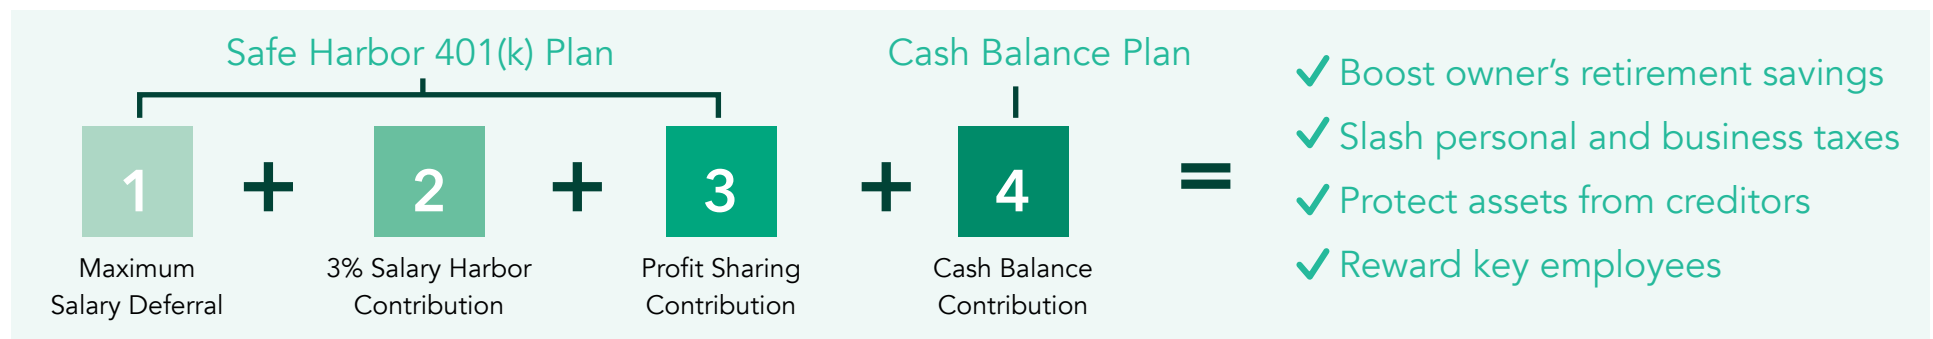 Safe Harbor 401(k) Plan
1
+
2
+
3
Maximum
Salary Deferral
3% Salary Harbor
Contribution
Profit Sharing
Contribution
+
Cash Balance Plan
4
Cash Balance
Contribution
=
✓ Boost owner’s retirement savings
✓ Slash personal and business taxes
✓ Protect assets from creditors
✓ Reward key employees